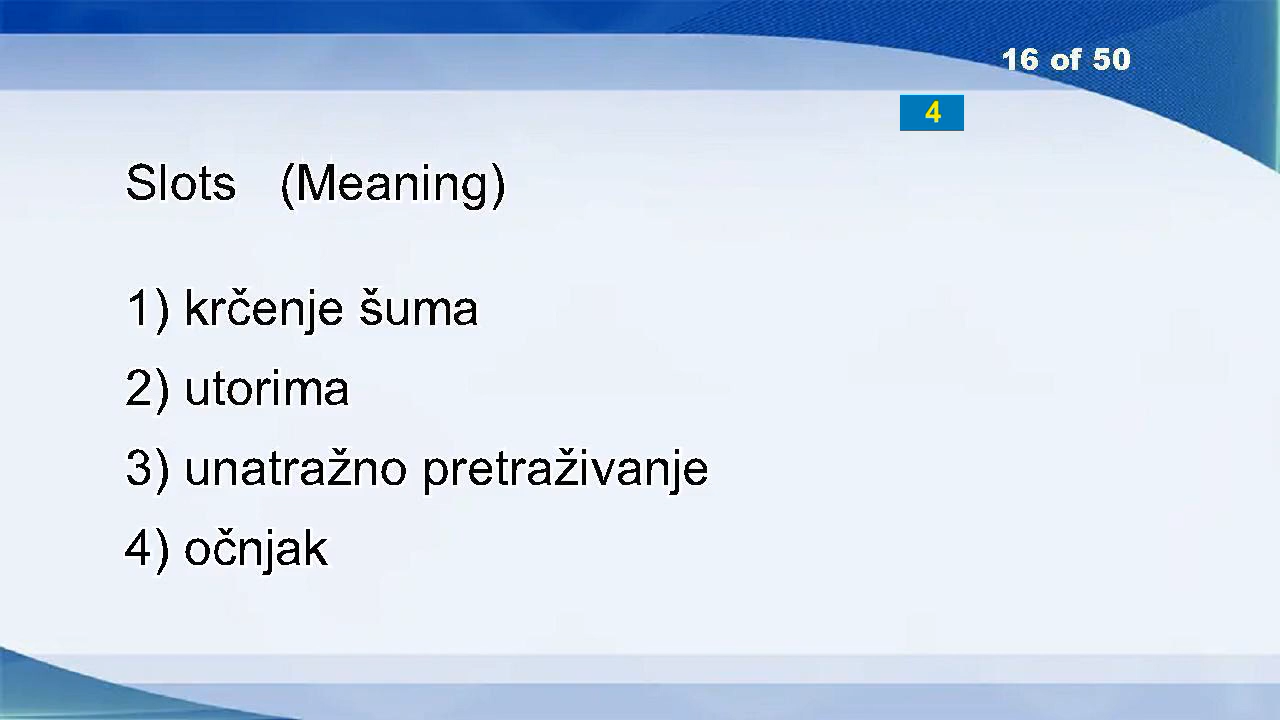 16 of 50
4
Slots (Meaning)
1) krčenje šuma
2) utorima
3) unatražno pretraživanje
4) očnjak